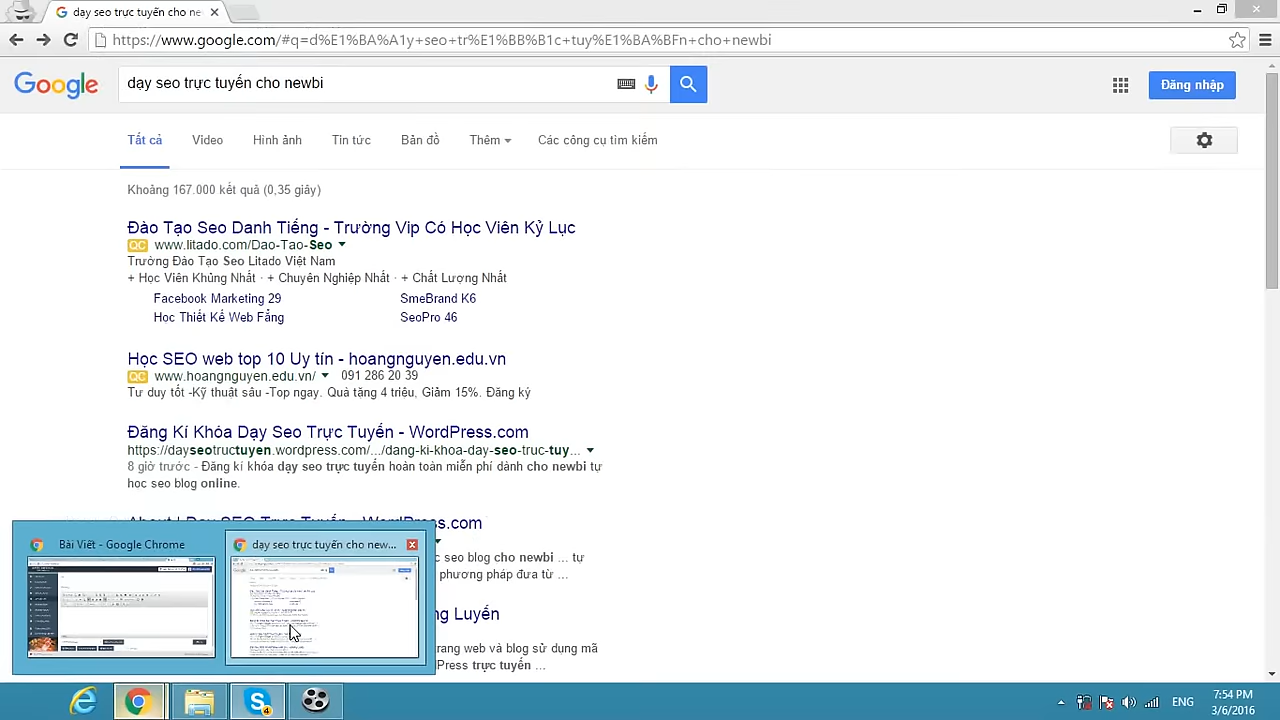 dạy seo trực tuyến cho ne
https://www.google.com/#q=d%E1%BA%A1y+seo+tr%E1%BB%B1c+tuy%E1%BA%BFn+cho+newbi
Google
dạy seo trực tuyến cho newbi
Đăng nhập
Tất cả
Video
Hình ảnh
Tin tức
Bản đồ
Thêm
Các công cụ tìm kiếm
Khoảng 167.000 kết quả (0,35 giây)
Đào Tạo Seo Danh Tiếng - Trường Vip Có Học Viên Kỷ Lục
QC www.litado.com/Dao-Tao-Seo
Trường Đào Tạo Seo Litado Việt Nam
+ Học Viên Khủng Nhất · + Chuyên Nghiệp Nhất · + Chất Lượng Nhất
Facebook Marketing 29 SmeBrand K6
Học Thiết Kế Web Fẳng SeoPro 46
Học SEO web top 10 Uy tín - hoangnguyen.edu.vn
QC www.hoangnguyen.edu.vn/ 091 286 20 39
Tư duy tốt -Kỹ thuật sâu -Top ngay. Quà tặng 4 triệu, Giảm 15%. Đăng ký
Đăng Kí Khóa Dạy Seo Trực Tuyến - WordPress.com
https://dayseotructuyen.wordpress.com/.../dang-ki-khoa-day-seo-truc-tuy...
8 giờ trước - Đăng kí khóa dạy seo trực tuyến hoàn toàn miễn phí dành cho newbi tự
học seo blog online.
About | Dạy SEO Trực Tuyến - WordPress.com
Bài Viết - Google Chrome
dạy seo trực tuyến cho new...
c seo blog cho newbi ... tự
phương pháp đưa từ ...
ng Luyện
rang web và blog sử dụng mã
Press trực tuyến ...
4
ENG
7:54 PM
3/6/2016